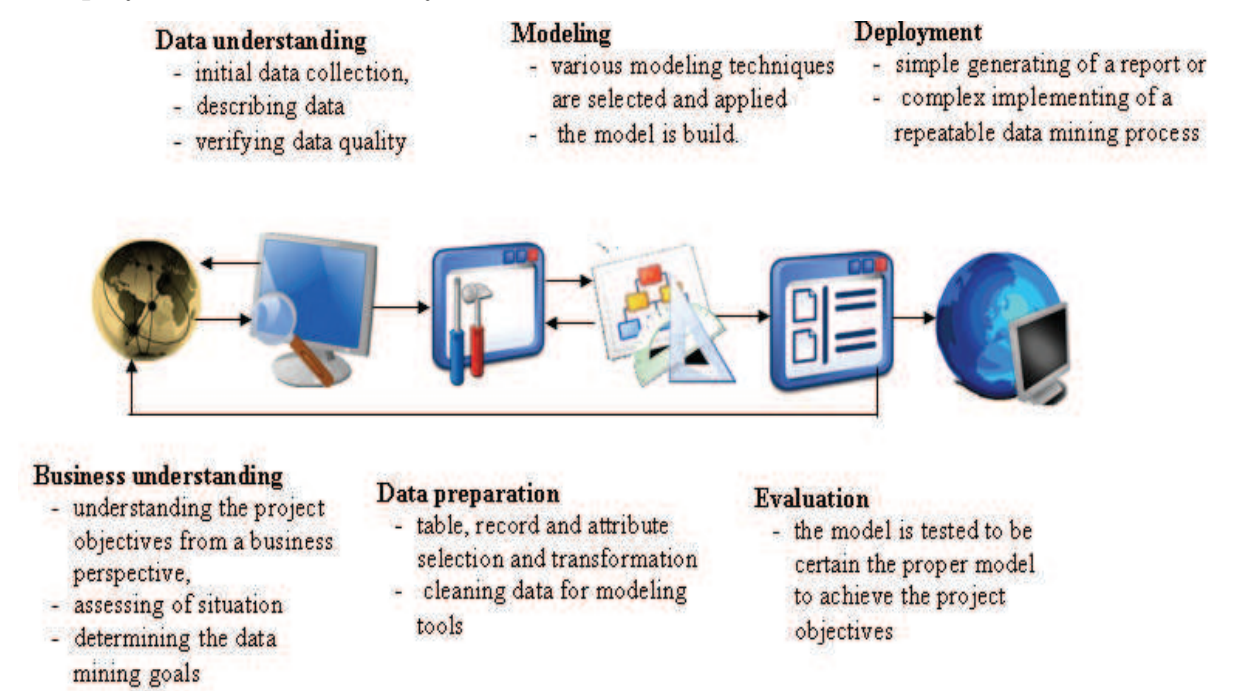 Data understanding
- initial data collection,
- describing data
- verifying data quality
Modeling
- various modeling techniques
are selected and applied
- the model is build.
Deployment
- simple generating of a report or
- complex implementing of a
repeatable data mining process
Business understanding
- understanding the project
objectives from a business
perspective,
- assessing of situation
- determining the data
mining goals
Data preparation
- table, record and attribute
selection and transformation
- cleaning data for modeling
tools
Evaluation
- the model is tested to be
certain the proper model
to achieve the project
objectives